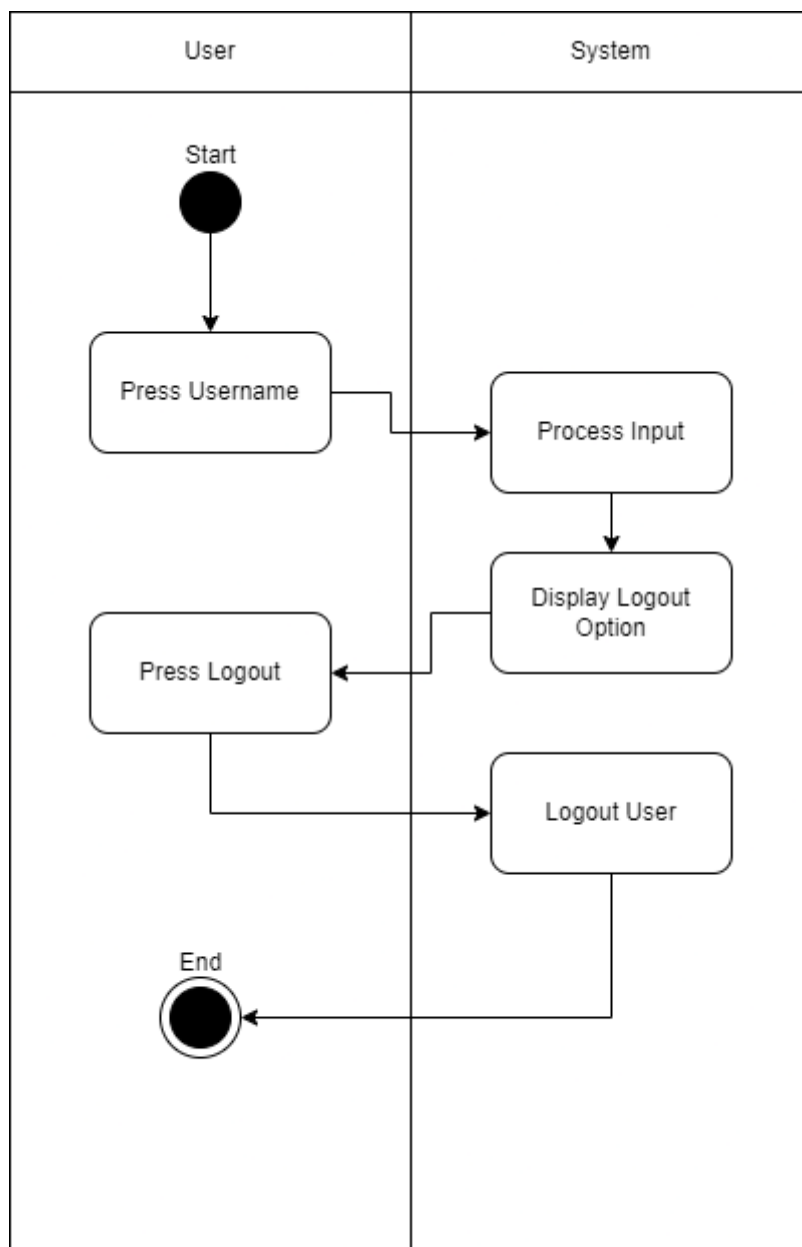 User
System
Start
Press Username
Process Input
Display Logout
Option
Press Logout
Logout User
End